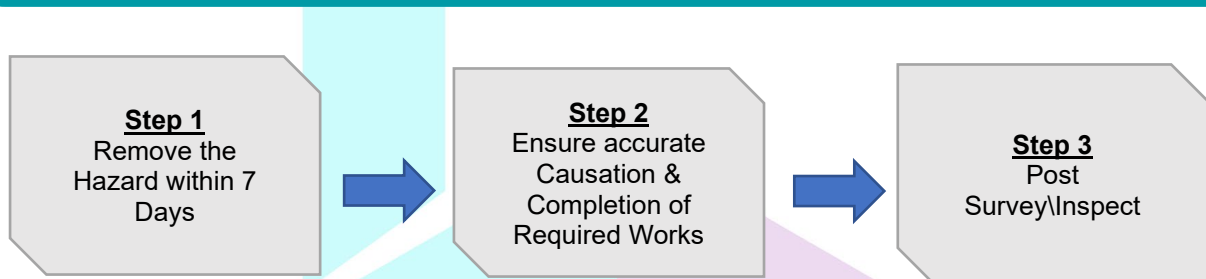 Step 1
Remove the
Hazard within 7
Days
Step 2
Ensure accurate
Causation &
Completion of
Required Works
Step 3
Post
Survey\Inspect